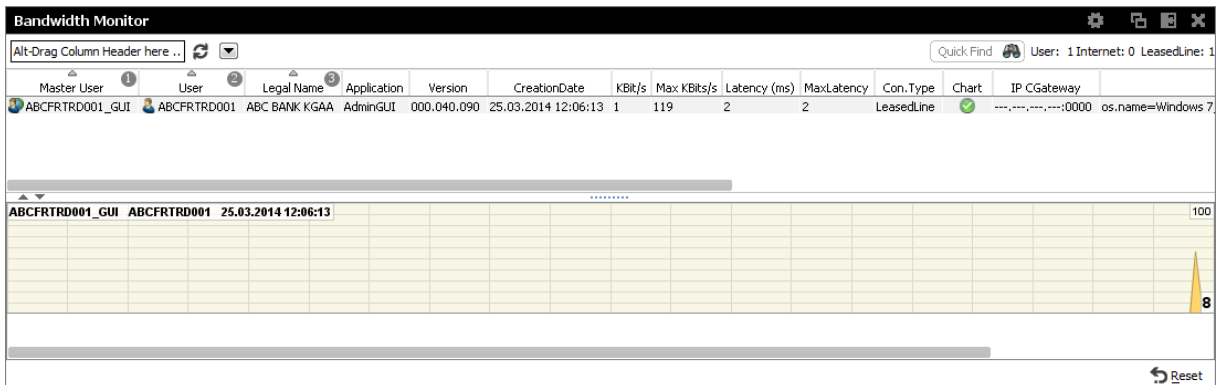 Bandwidth Monitor
Alt-Drag Column Header here .. Quick Find User: 1 Internet: 0 LeasedLine: 1
Master User 1 User 2 Legal Name 3 Application Version CreationDate KBit/s Max KBits/s Latency (ms) MaxLatency Con.Type Chart IP CGateway
ABCFRTRD001_GUI ABCFRTRD001 ABC BANK KGAA AdminGUI 000.040.090 25.03.2014 12:06:13 1 119 2 2 LeasedLine ---.---.---.---:0000 os.name=Windows 7
ABCFRTRD001_GUI ABCFRTRD001 25.03.2014 12:06:13 100
8
Reset